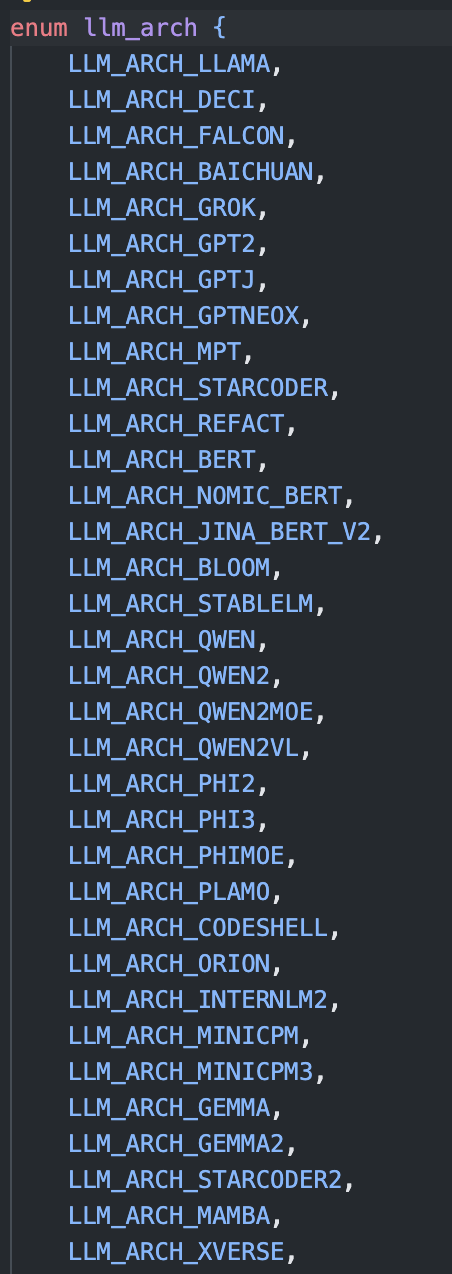 enum llm_arch {
LLM_ARCH_LLAMA,
LLM_ARCH_DECI,
LLM_ARCH_FALCON,
LLM_ARCH_BAICHUAN,
LLM_ARCH_GROK,
LLM_ARCH_GPT2,
LLM_ARCH_GPTJ,
LLM_ARCH_GPTNEOX,
LLM_ARCH_MPT,
LLM_ARCH_STARCODER,
LLM_ARCH_REFACT,
LLM_ARCH_BERT,
LLM_ARCH_NOMIC_BERT,
LLM_ARCH_JINA_BERT_V2,
LLM_ARCH_BLOOM,
LLM_ARCH_STABLELM,
LLM_ARCH_QWEN,
LLM_ARCH_QWEN2,
LLM_ARCH_QWEN2MOE,
LLM_ARCH_QWEN2VL,
LLM_ARCH_PHI2,
LLM_ARCH_PHI3,
LLM_ARCH_PHIMOE,
LLM_ARCH_PLAMO,
LLM_ARCH_CODESHELL,
LLM_ARCH_ORION,
LLM_ARCH_INTERNLM2,
LLM_ARCH_MINICPM,
LLM_ARCH_MINICPM3,
LLM_ARCH_GEMMA,
LLM_ARCH_GEMMA2,
LLM_ARCH_STARCODER2,
LLM_ARCH_MAMBA,
LLM_ARCH_XVERSE,